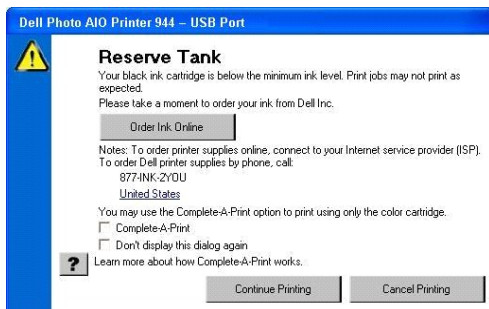 Dell Photo AIO Printer 944 – USB Port
Reserve Tank
Your black ink cartridge is below the minimum ink level. Print jobs may not print as
expected.
Please take a moment to order your ink from Dell Inc.
Order Ink Online
Notes: To order printer supplies online, connect to your Internet service provider (ISP).
To order Dell printer supplies by phone, call:
877-INK-2YOU
United States
You may use the Complete-A-Print option to print using only the color cartridge.
Complete-A-Print
Don't display this dialog again
? Learn more about how Complete-A-Print works.
Continue Printing Cancel Printing